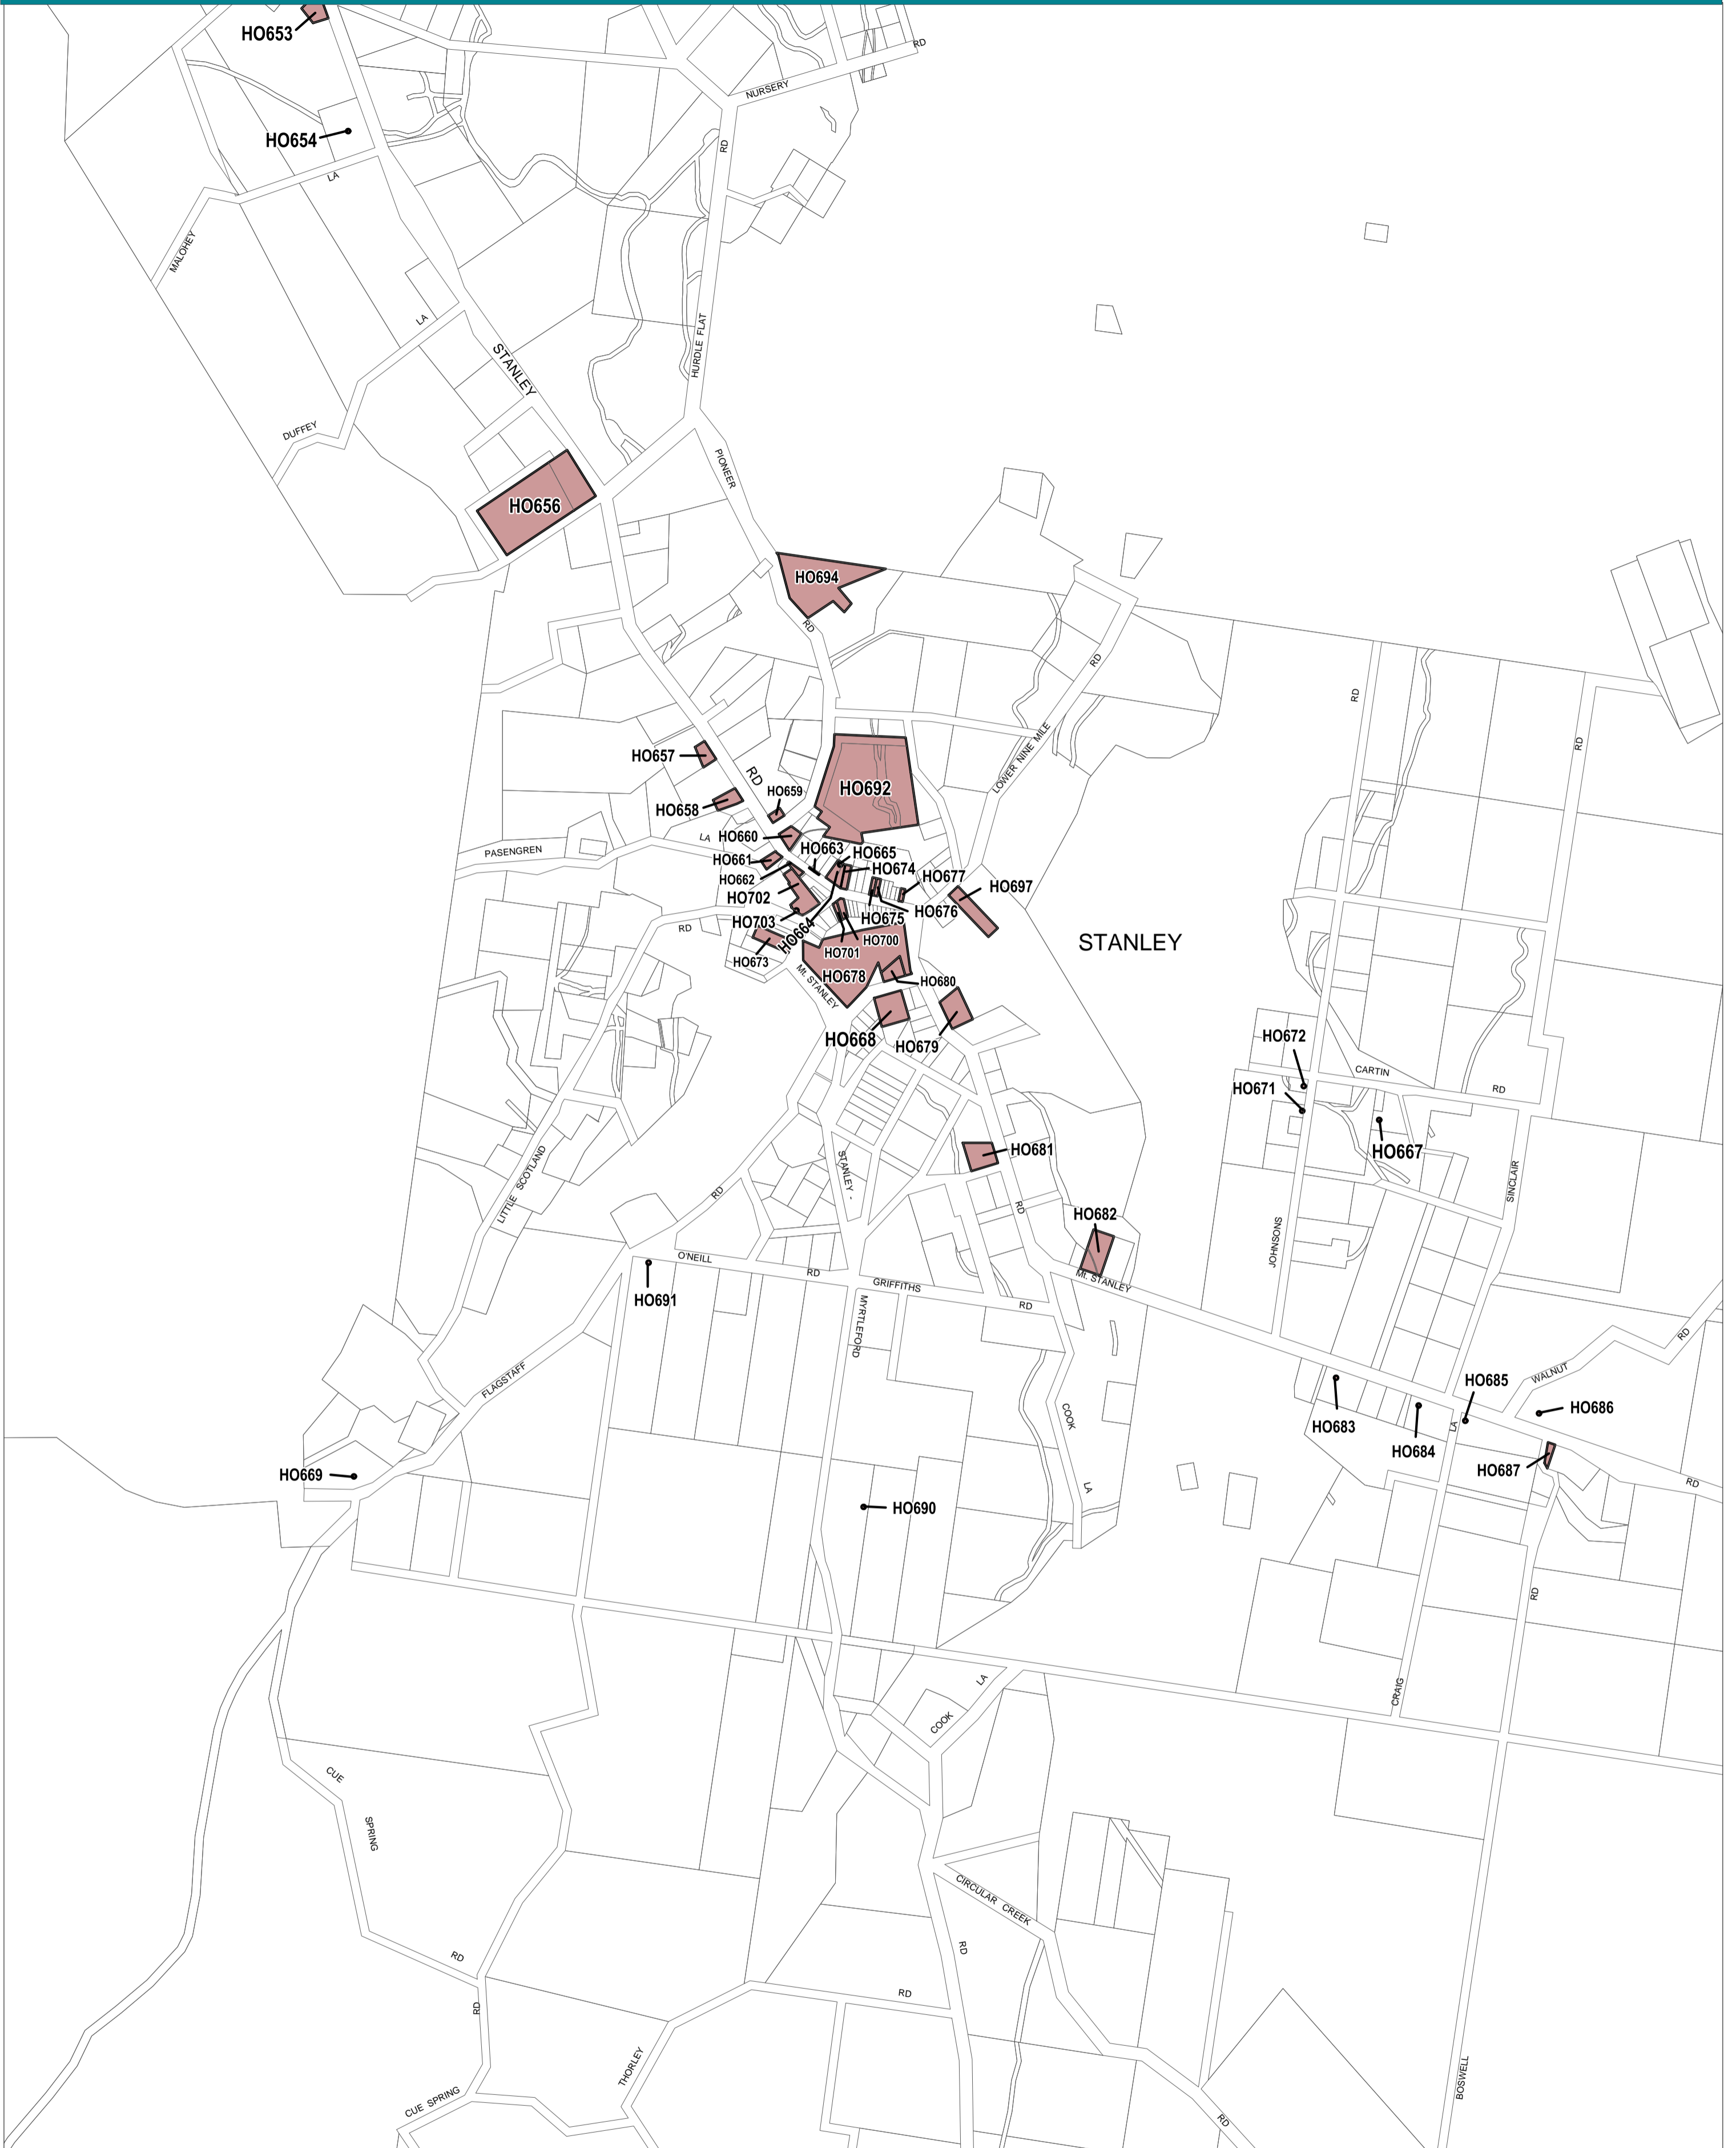 HO653
RD
NURSERY
HO654
RD
LA
MALOHEY
LA
HURDLE FLAT
STANLEY
DUFFEY
PIONEER
HO656
HO694
RD
RD
RD
RD
HO657
LOWER NINE MILE
RD
HO659
HO692
HO658
LA
HO660
PASENGREN
HO663
HO665
HO661
HO674
HO662
HO677
HO697
HO702
HO676
HO675
HO703
HO664
RD
HO700
STANLEY
HO701
HO673
HO678
Mt. STANLEY
HO680
HO668
HO679
HO672
CARTIN
RD
HO671
HO667
HO681
STANLEY -
LITTLE SCOTLAND
SINCLAIR
RD
RD
HO682
JOHNSONS
O'NEILL
RD
GRIFFITHS
Mt. STANLEY
HO691
RD
MYRTLEFORD
RD
FLAGSTAFF
WALNUT
HO685
COOK
HO686
HO683
LA
HO684
HO669
HO687
LA
RD
HO690
RD
LA
CRAIG
COOK
CUE
SPRING
CIRCULAR CREEK
RD
RD
RD
RD
THORLEY
BOSWELL
CUE SPRING
RD